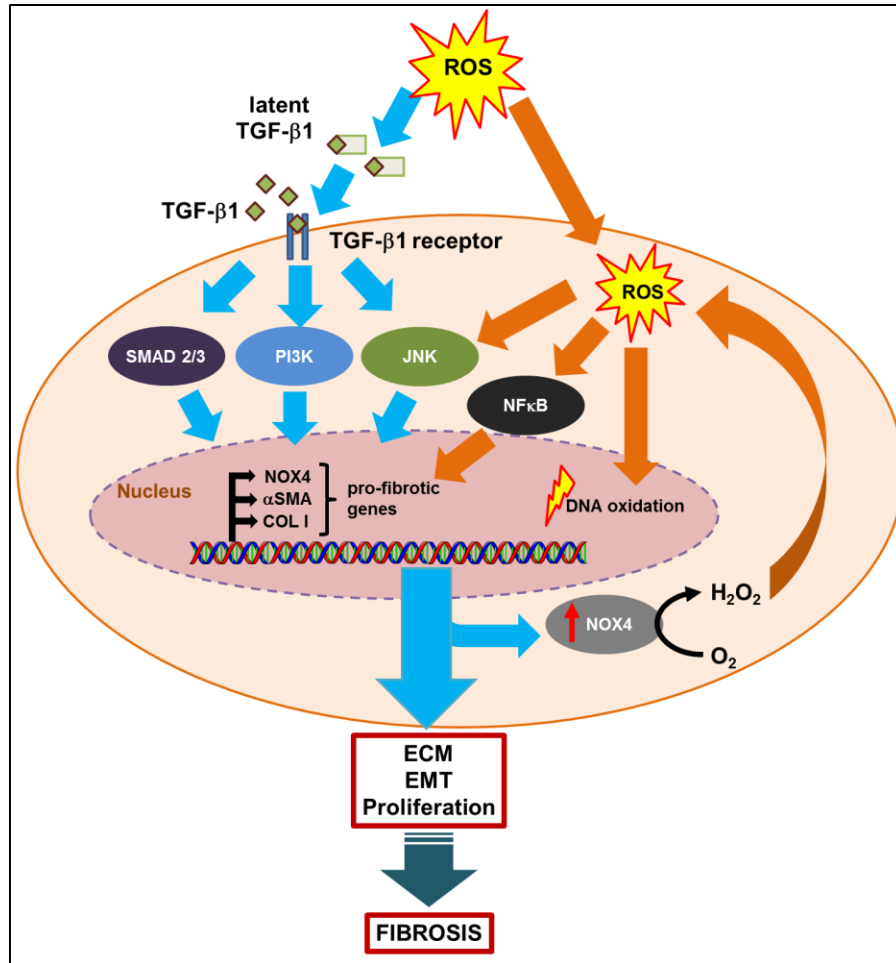 ROS
latent
TGF-β1
TGF-β1
TGF-β1 receptor
ROS
SMAD 2/3
PI3K
JNK
NFκB
Nucleus
NOX4
αSMA
COL I
pro-fibrotic
genes
DNA oxidation
NOX4
H₂O₂
O₂
ECM
EMT
Proliferation
FIBROSIS